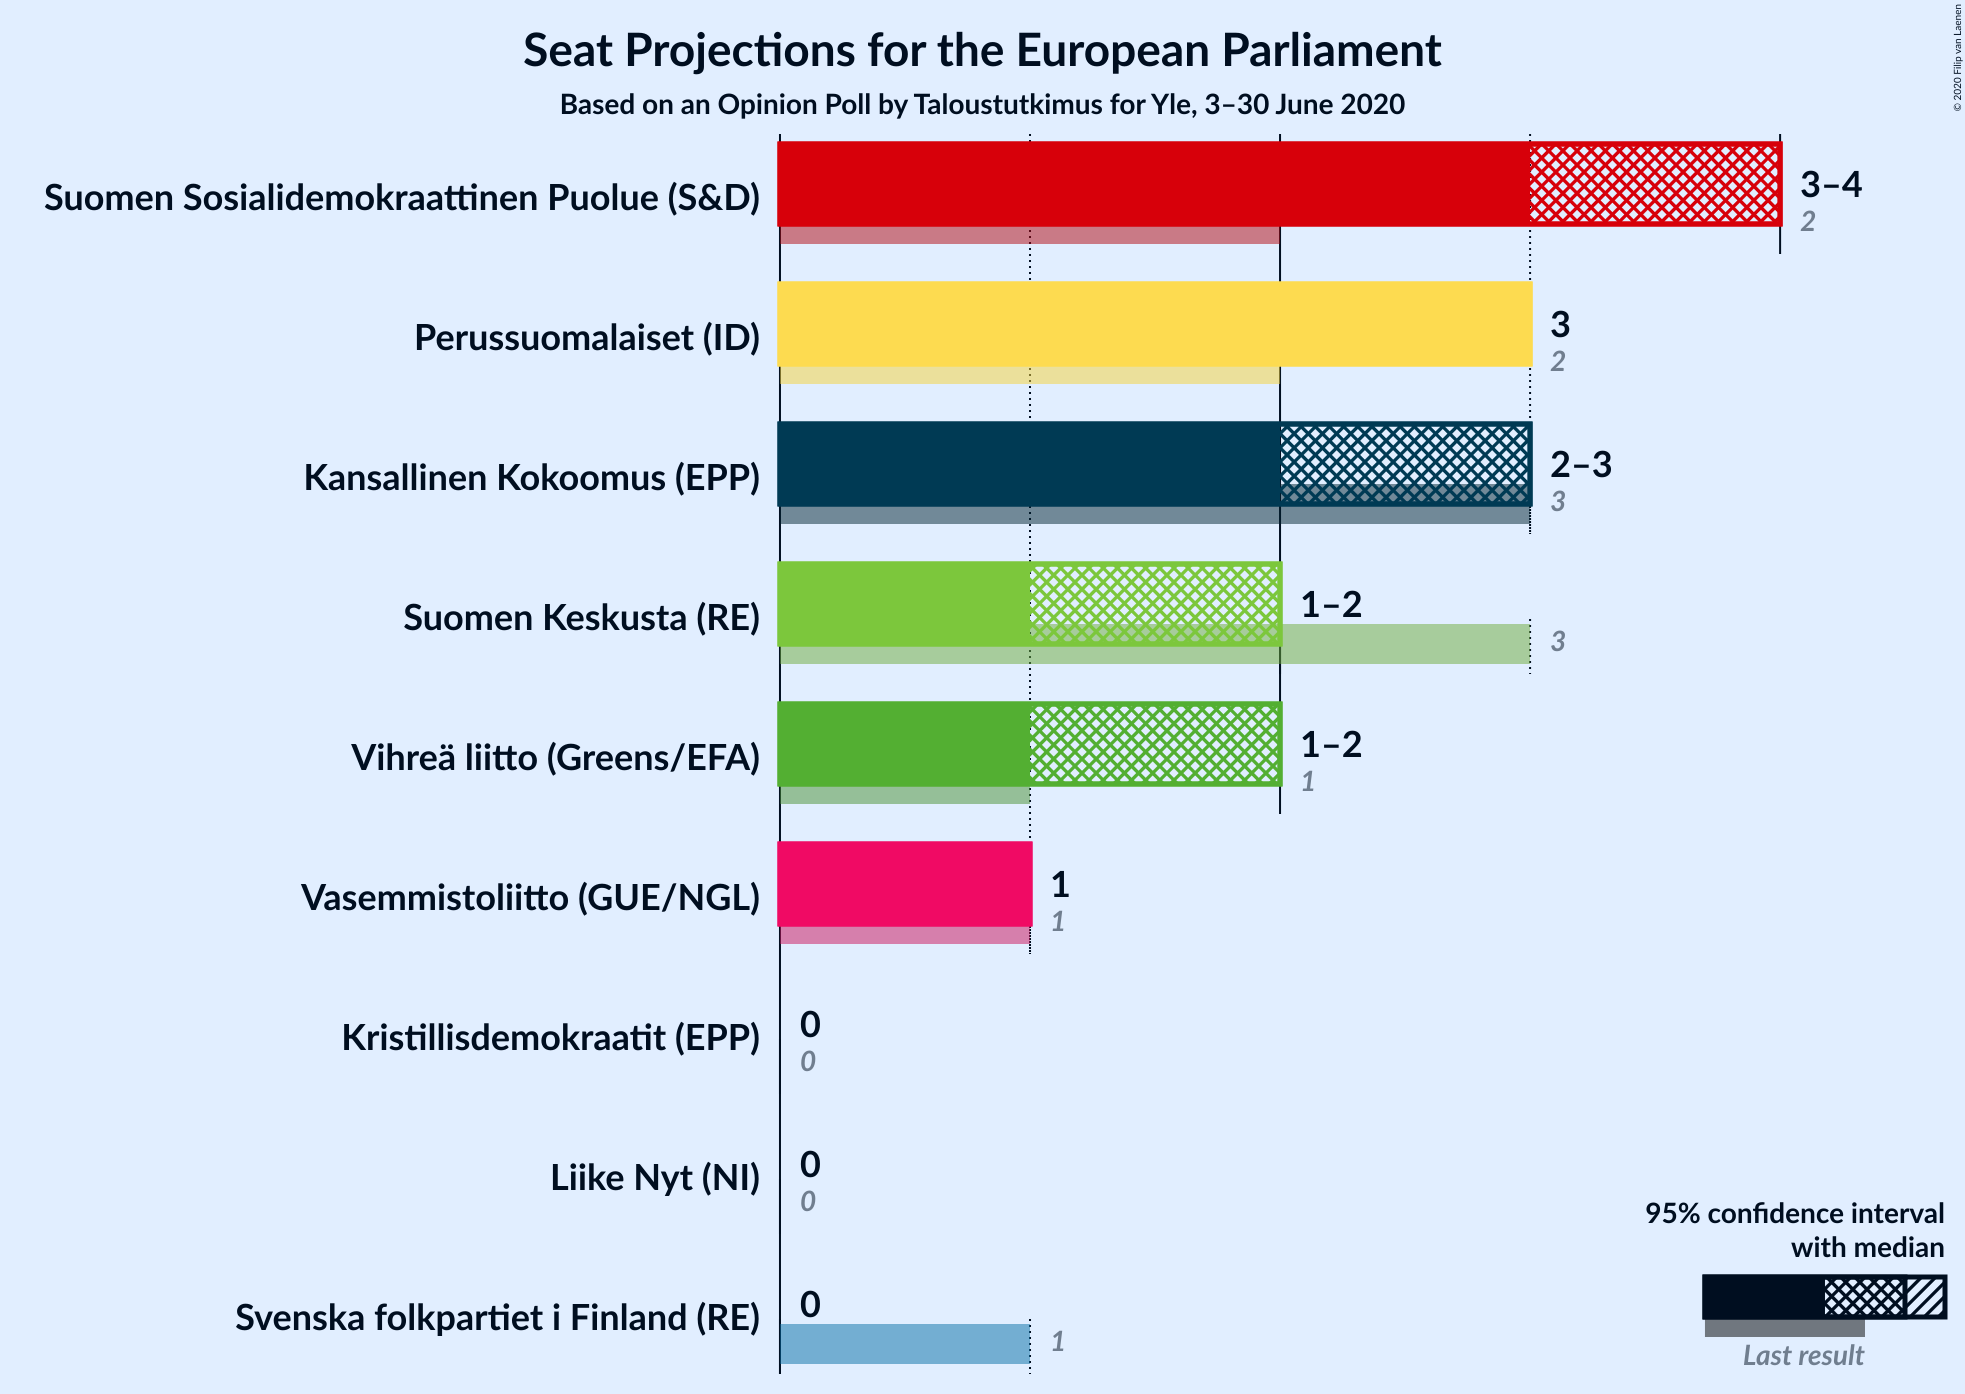 Seat Projections for the European Parliament
Based on an Opinion Poll by Taloustutkimus for Yle, 3–30 June 2020
© 2020 Filip van Laenen
Suomen Sosialidemokraattinen Puolue (S&D)
3–4
2
Perussuomalaiset (ID)
3
2
Kansallinen Kokoomus (EPP)
2–3
3
Suomen Keskusta (RE)
1–2
3
Vihreä liitto (Greens/EFA)
1–2
1
Vasemmistoliitto (GUE/NGL)
1
1
Kristillisdemokraatit (EPP)
0
0
Liike Nyt (NI)
0
0
Svenska folkpartiet i Finland (RE)
0
1
95% confidence interval
with median
Last result